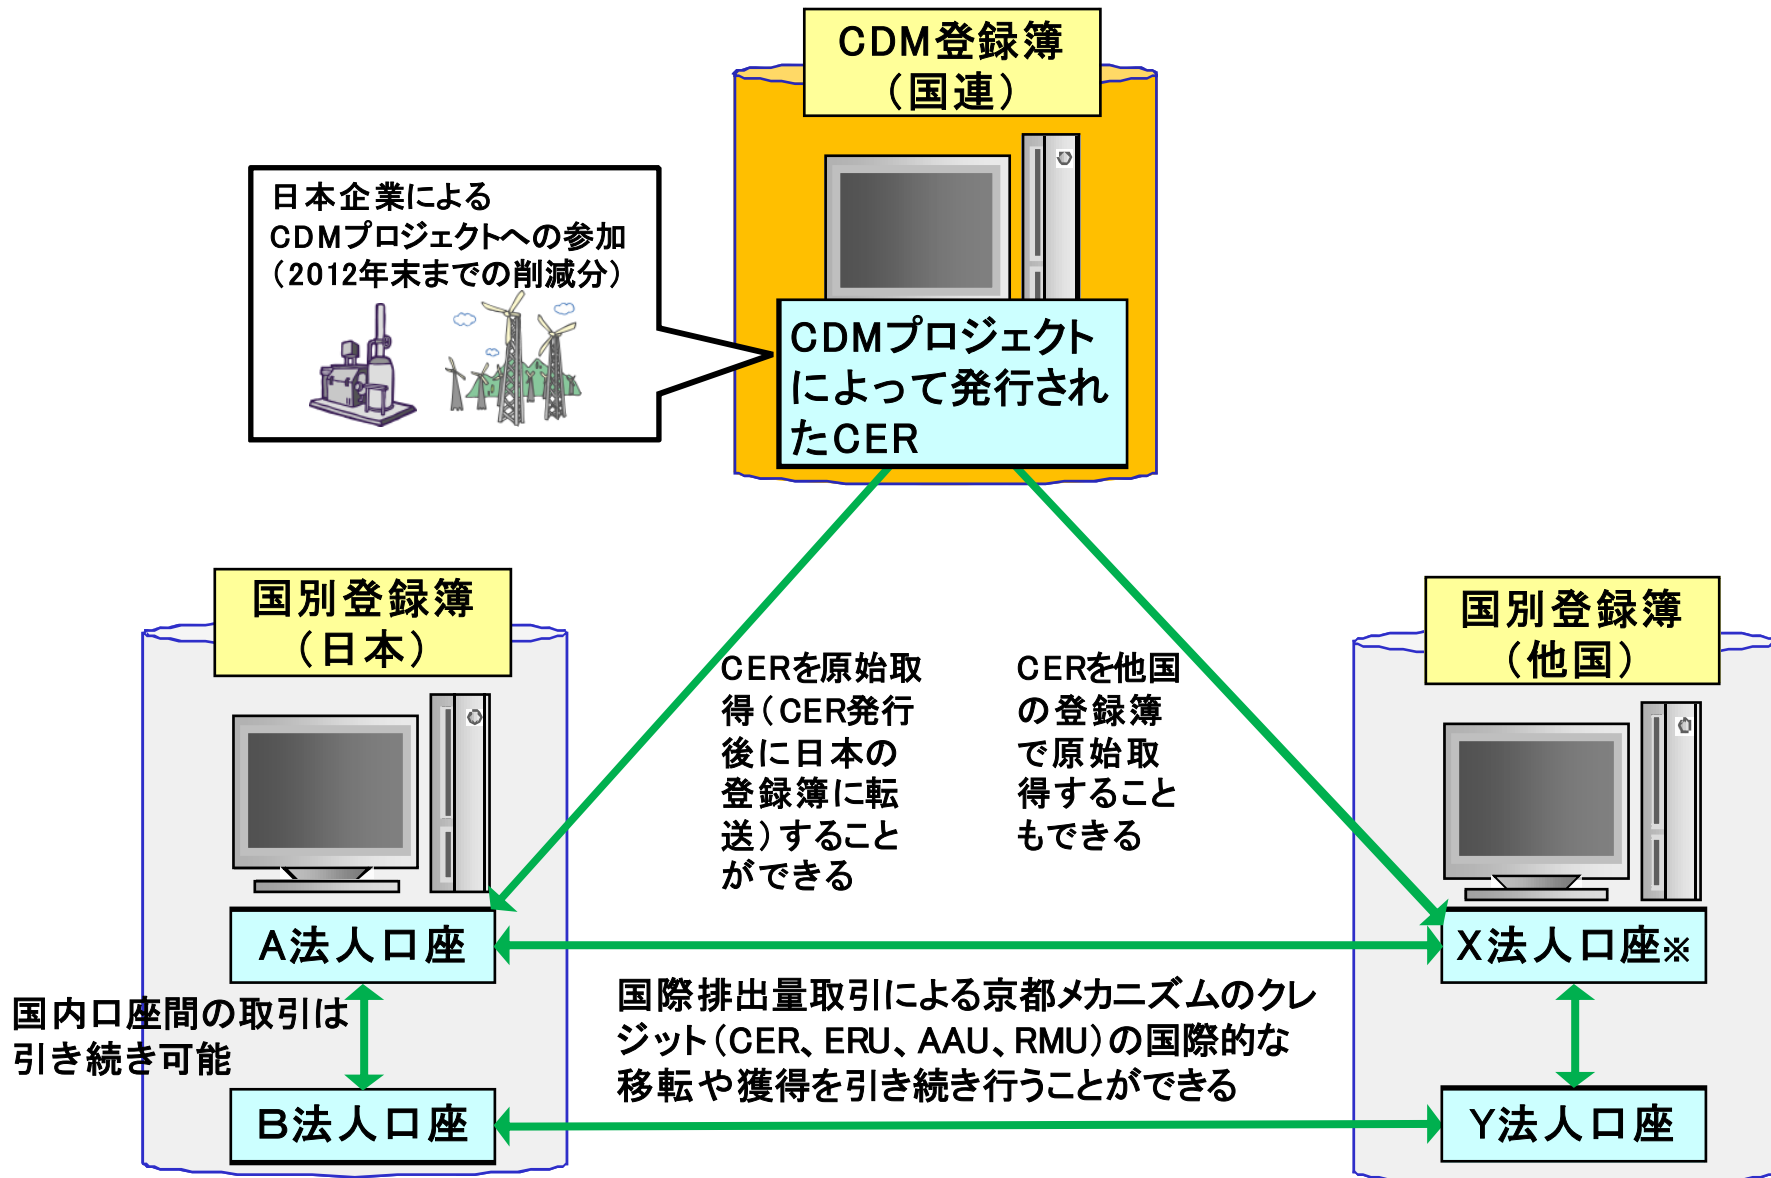 CDM登録簿
（国連）
日本企業による
CDMプロジェクトへの参加
（2012年末までの削減分）
CDMプロジェクト
によって発行され
たCER
国別登録簿
（日本）
国別登録簿
（他国）
CERを原始取
得（CER発行
後に日本の
登録簿に転
送）すること
ができる
CERを他国
の登録簿
で原始取
得すること
もできる
A法人口座
X法人口座※
国内口座間の取引は
引き続き可能
国際排出量取引による京都メカニズムのクレ
ジット（CER、ERU、AAU、RMU）の国際的な
移転や獲得を引き続き行うことができる
B法人口座
Y法人口座